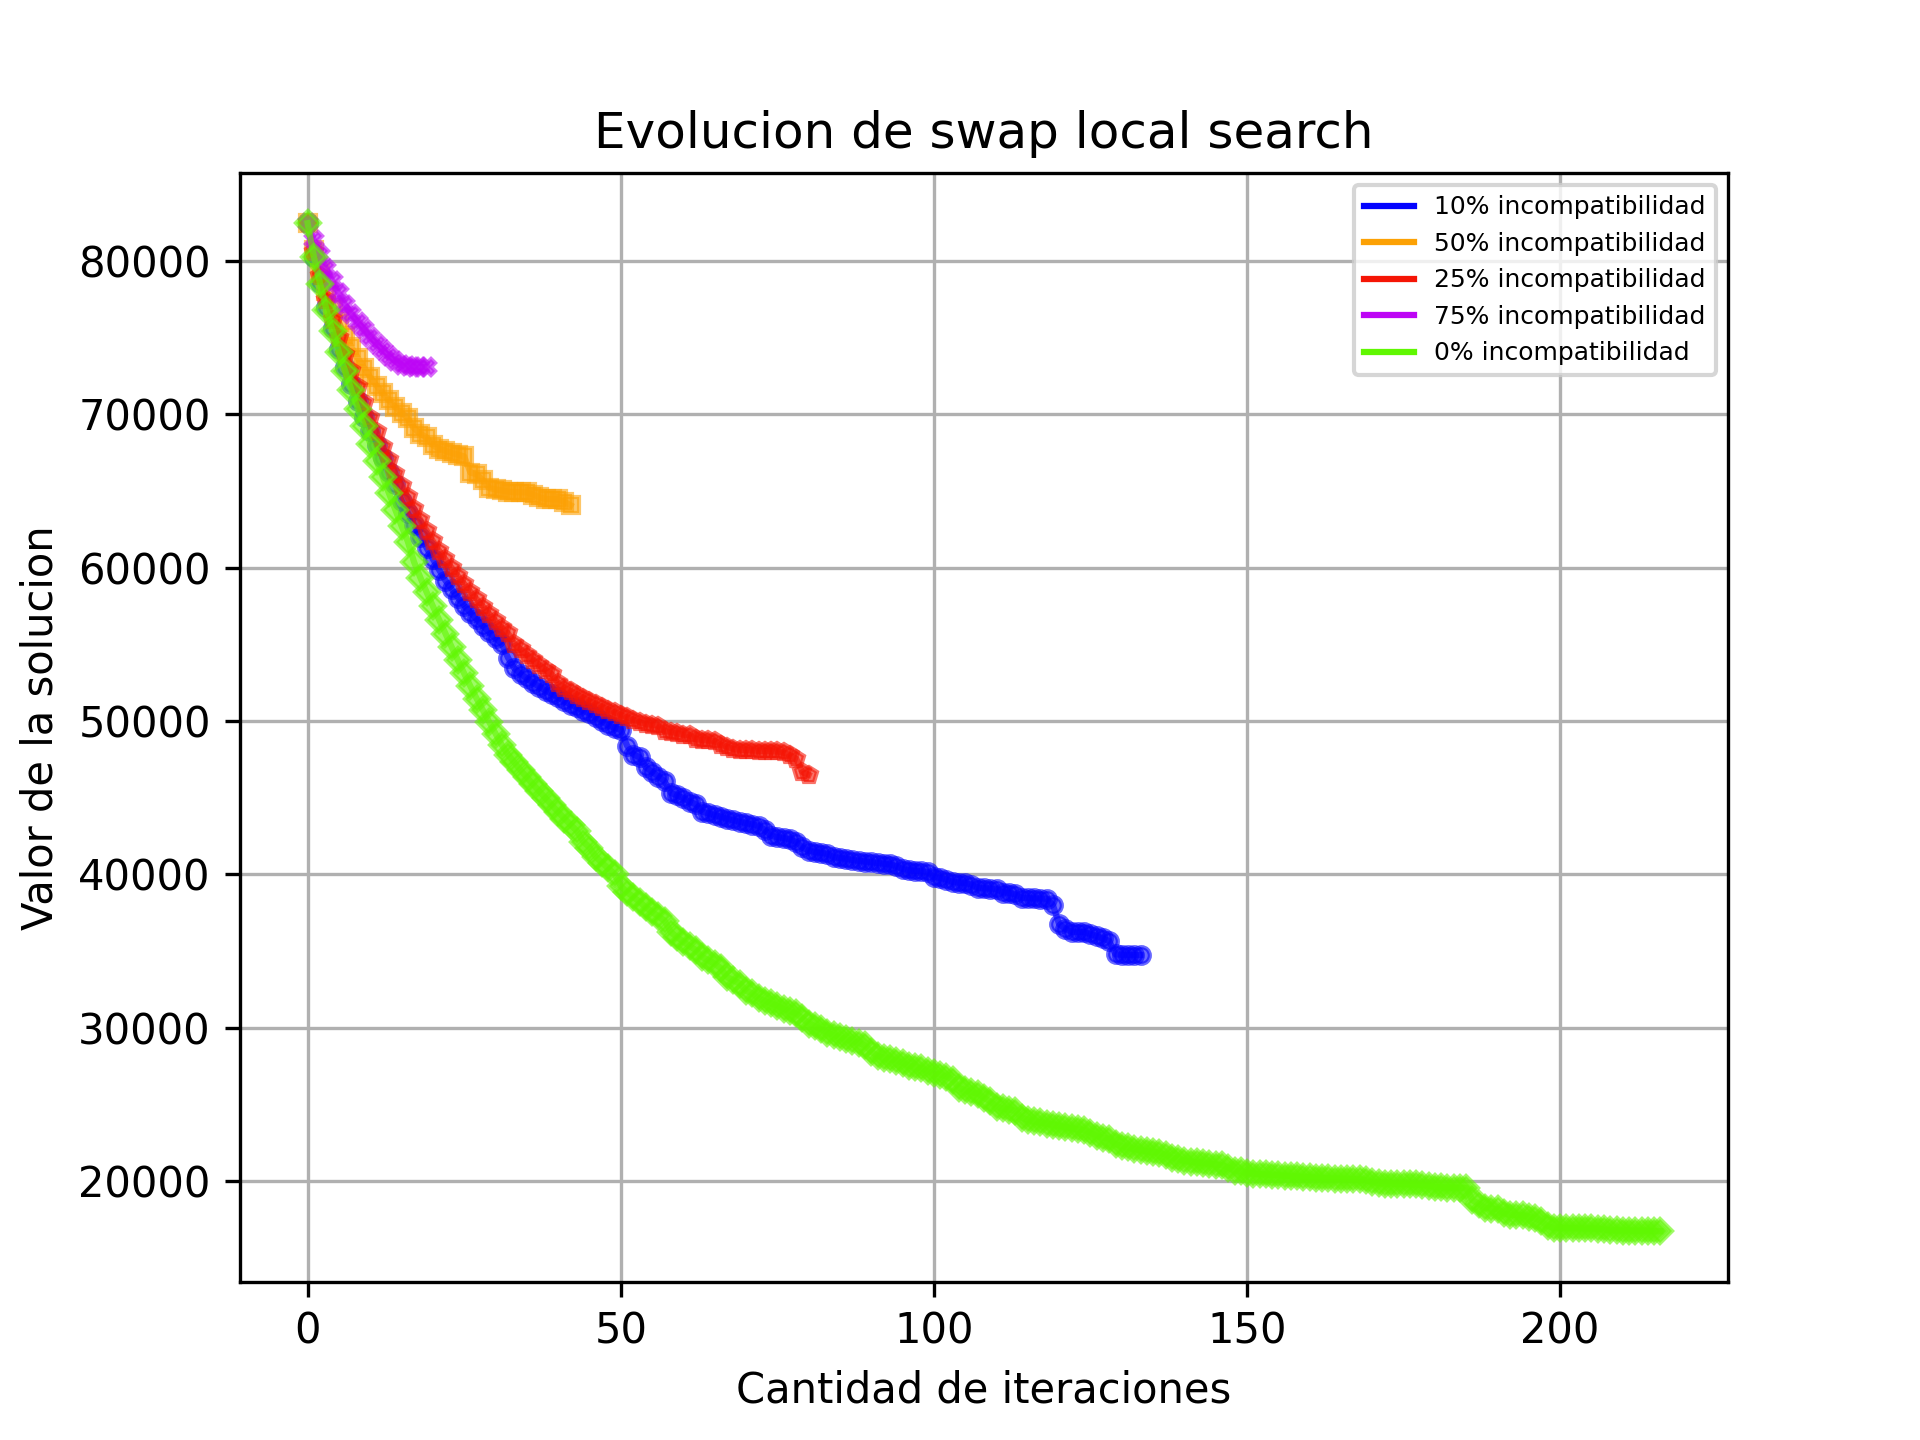 Evolucion de swap local search
10% incompatibilidad
50% incompatibilidad
25% incompatibilidad
75% incompatibilidad
0% incompatibilidad
80000
70000
60000
50000
40000
30000
20000
Valor de la solucion
0 50 100 150 200
Cantidad de iteraciones